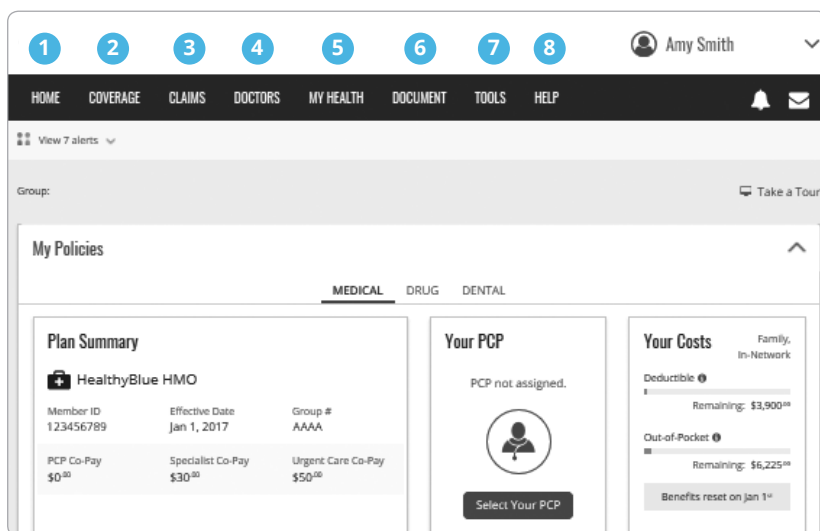 1 2 3 4 5 6 7 8 Amy Smith
HOME COVERAGE CLAIMS DOCTORS MY HEALTH DOCUMENT TOOLS HELP
View 7 alerts
Group: Take a Tour
My Policies
MEDICAL DRUG DENTAL
Plan Summary
HealthyBlue HMO
Member ID Effective Date Group #
123456789 Jan 1, 2017 AAAA
PCP Co-Pay Specialist Co-Pay Urgent Care Co-Pay
$0.00 $30.00 $50.00
Your PCP
PCP not assigned.
Select Your PCP
Your Costs Family,
In-Network
Deductible
Remaining: $3,900.00
Out-of-Pocket
Remaining: $6,225.00
Benefits reset on Jan 1st